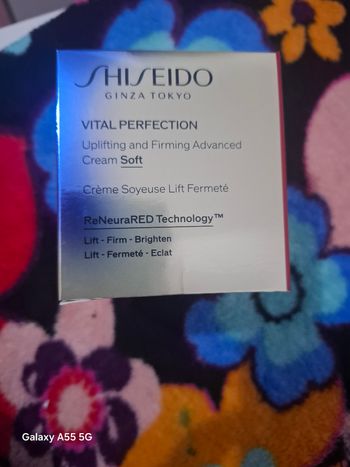 SHISEIDO
GINZA TOKYO
VITAL PERFECTION
Uplifting and Firming Advanced
Cream Soft
Crème Soyeuse Lift Fermeté
ReNeuraRED Technology™
Lift - Firm - Brighten
Lift - Fermeté - Eclat
Galaxy A55 5G